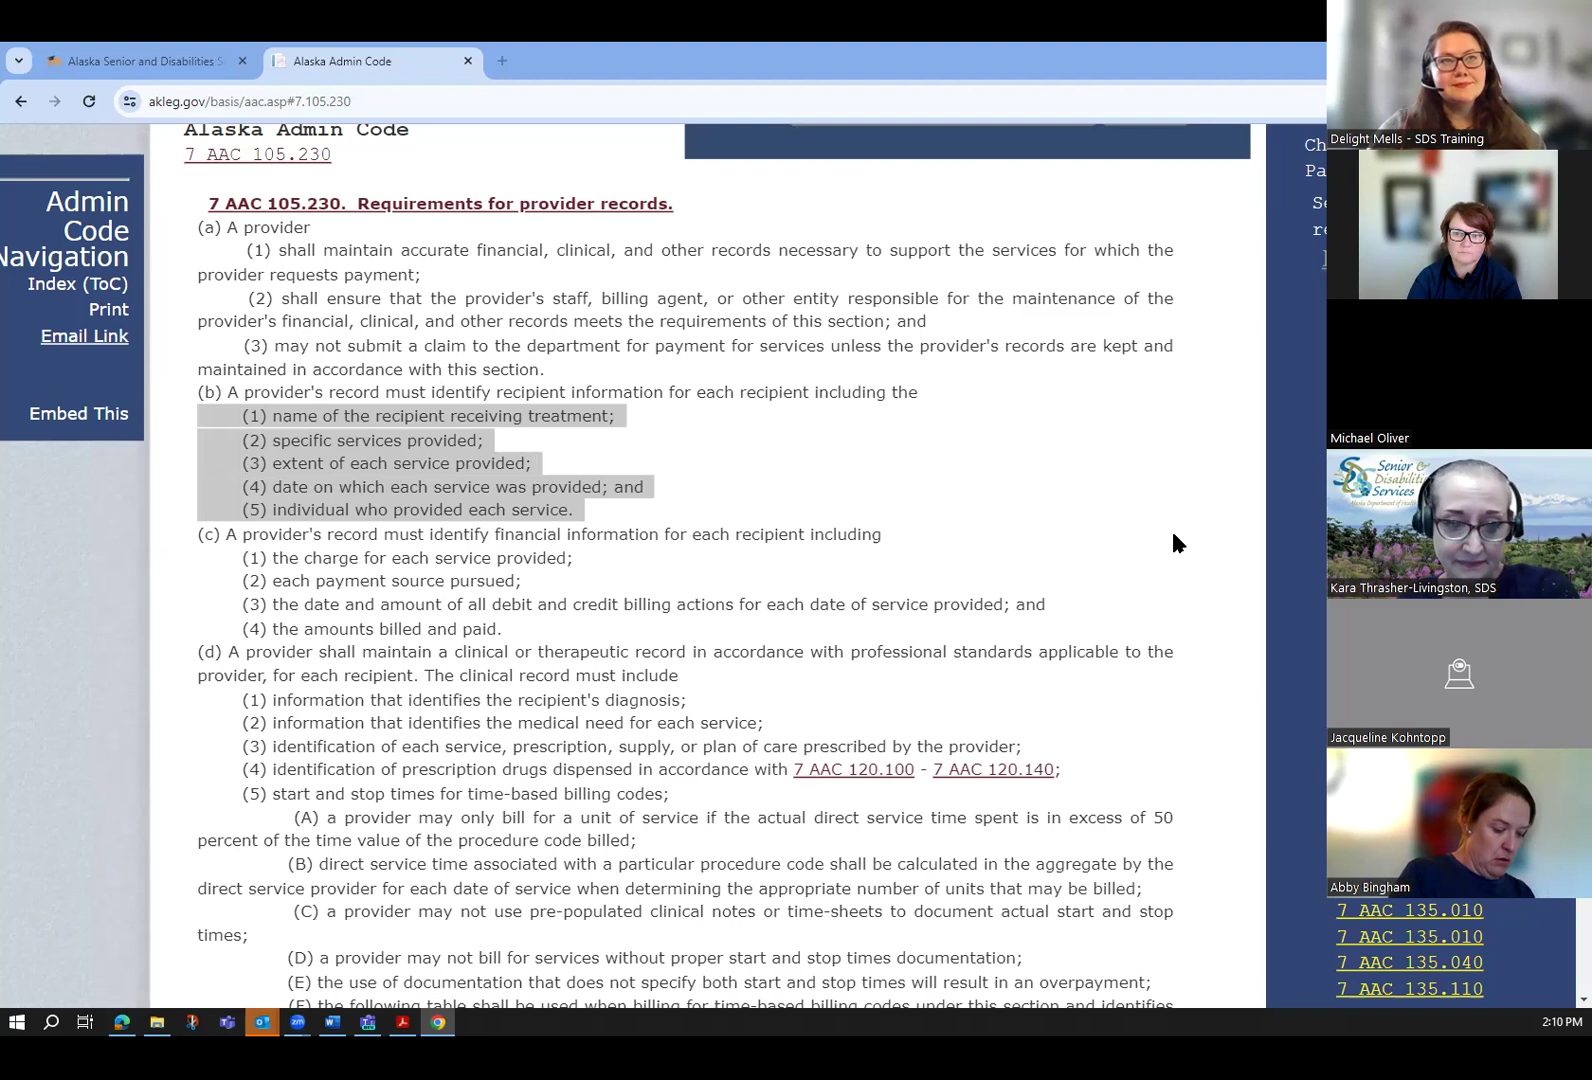 Alaska Senior and Disabilities S
Alaska Admin Code
akleg.gov/basis/aac.asp#7.105.230
Alaska Admin Code
7 AAC 105.230
Admin
Code
Navigation
Index (ToC)
Print
Email Link
Embed This
7 AAC 105.230. Requirements for provider records.
(a) A provider
(1) shall maintain accurate financial, clinical, and other records necessary to support the services for which the
provider requests payment;
(2) shall ensure that the provider's staff, billing agent, or other entity responsible for the maintenance of the
provider's financial, clinical, and other records meets the requirements of this section; and
(3) may not submit a claim to the department for payment for services unless the provider's records are kept and
maintained in accordance with this section.
(b) A provider's record must identify recipient information for each recipient including the
(1) name of the recipient receiving treatment;
(2) specific services provided;
(3) extent of each service provided;
(4) date on which each service was provided; and
(5) individual who provided each service.
(c) A provider's record must identify financial information for each recipient including
(1) the charge for each service provided;
(2) each payment source pursued;
(3) the date and amount of all debit and credit billing actions for each date of service provided; and
(4) the amounts billed and paid.
(d) A provider shall maintain a clinical or therapeutic record in accordance with professional standards applicable to the
provider, for each recipient. The clinical record must include
(1) information that identifies the recipient's diagnosis;
(2) information that identifies the medical need for each service;
(3) identification of each service, prescription, supply, or plan of care prescribed by the provider;
(4) identification of prescription drugs dispensed in accordance with 7 AAC 120.100 - 7 AAC 120.140;
(5) start and stop times for time-based billing codes;
(A) a provider may only bill for a unit of service if the actual direct service time spent is in excess of 50
percent of the time value of the procedure code billed;
(B) direct service time associated with a particular procedure code shall be calculated in the aggregate by the
direct service provider for each date of service when determining the appropriate number of units that may be billed;
(C) a provider may not use pre-populated clinical notes or time-sheets to document actual start and stop
times;
(D) a provider may not bill for services without proper start and stop times documentation;
(E) the use of documentation that does not specify both start and stop times will result in an overpayment;
(F) the following table shall be used when billing for time-based billing codes under this section and identifies
Ch
Pa
Se
re
Delight Mells - SDS Training
Michael Oliver
Senior &
Disabilities
Services
Kara Thrasher-Livingston, SDS
Jacqueline Kohntopp
Abby Bingham
7 AAC 135.010
7 AAC 135.010
7 AAC 135.040
7 AAC 135.110
2:10 PM